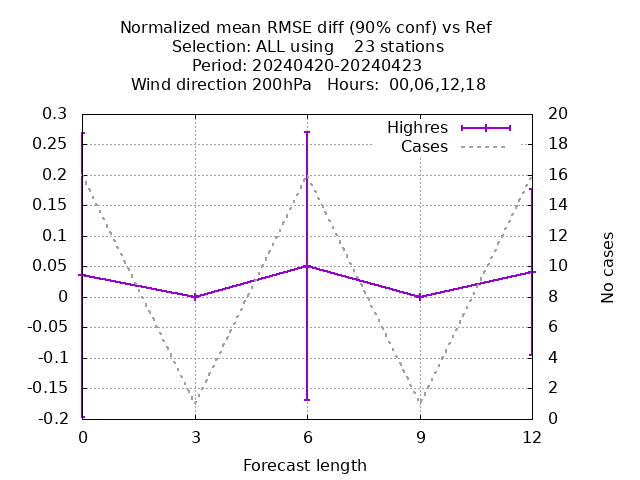 Normalized mean RMSE diff (90% conf) vs Ref
Selection: ALL using    23 stations
Period: 20240420-20240423
Wind direction 200hPa   Hours:  00,06,12,18
Highres
Cases
0.3
0.25
0.2
0.15
0.1
0.05
0
-0.05
-0.1
-0.15
-0.2
20
18
16
14
12
10
8
6
4
2
0
No cases
0 3 6 9 12
Forecast length